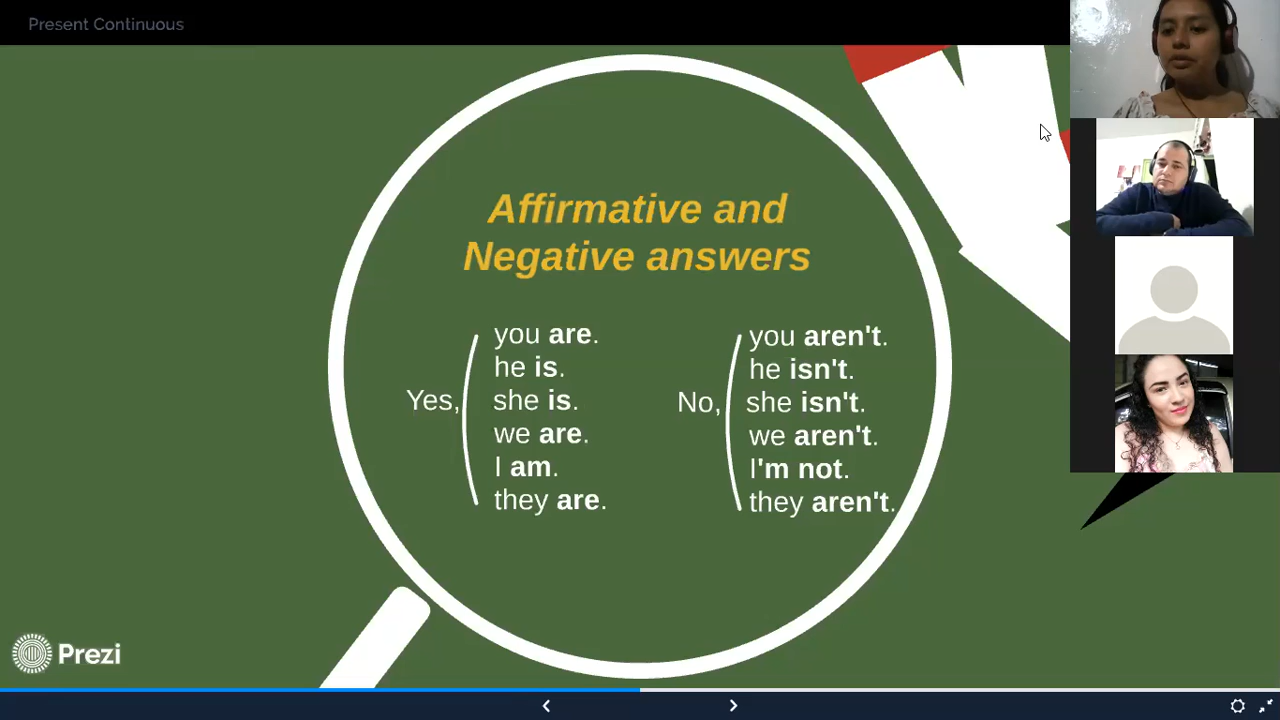 Present Continuous
Affirmative and
Negative answers
Yes,
you are.
he is.
she is.
we are.
I am.
they are.
No,
you aren't.
he isn't.
she isn't.
we aren't.
I'm not.
they aren't.
Prezi